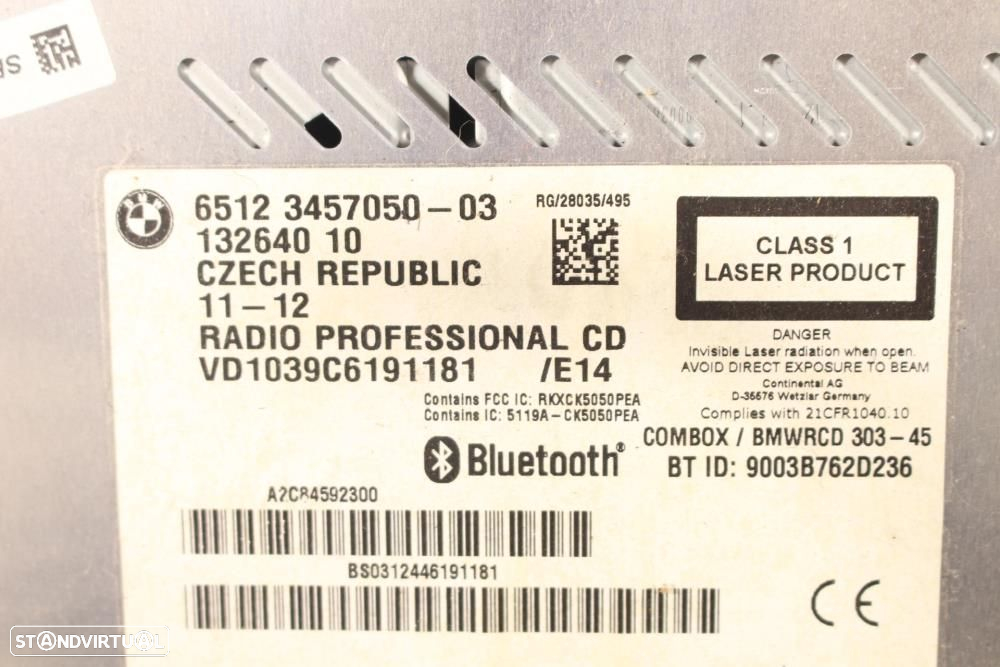 BMW
6512 3457050-03
RG/28035/495
132640 10
CZECH REPUBLIC
11-12
RADIO PROFESSIONAL CD
VD1039C6191181 /E14
CLASS 1
LASER PRODUCT
DANGER
Invisible Laser radiation when open.
AVOID DIRECT EXPOSURE TO BEAM
Continental AG
D-35576 Wetzlar Germany
Complies with 21CFR1040.10
Contains FCC IC: RKXCK5050PEA
Contains IC: 5119A-CK5050PEA
Bluetooth®
COMBOX / BMWRCD 303-45
BT ID: 9003B762D236
A2C84592300
BS0312446191181
CE
STANDVIRTUAL